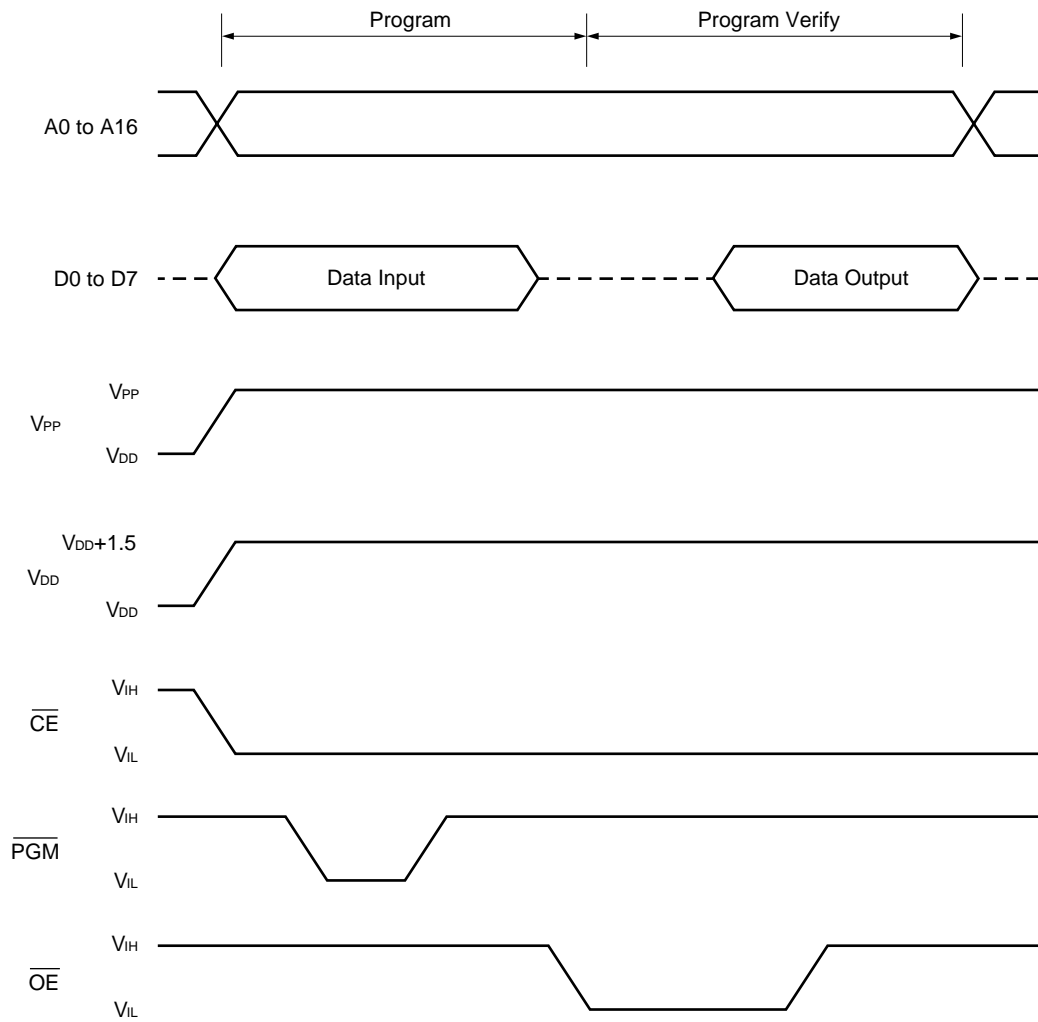 Program
Program Verify
A0 to A16
D0 to D7
Data Input
Data Output
VPP
VPP
VDD
VDD+1.5
VDD
VDD
VIH
CE
VIL
VIH
PGM
VIL
VIH
OE
VIL